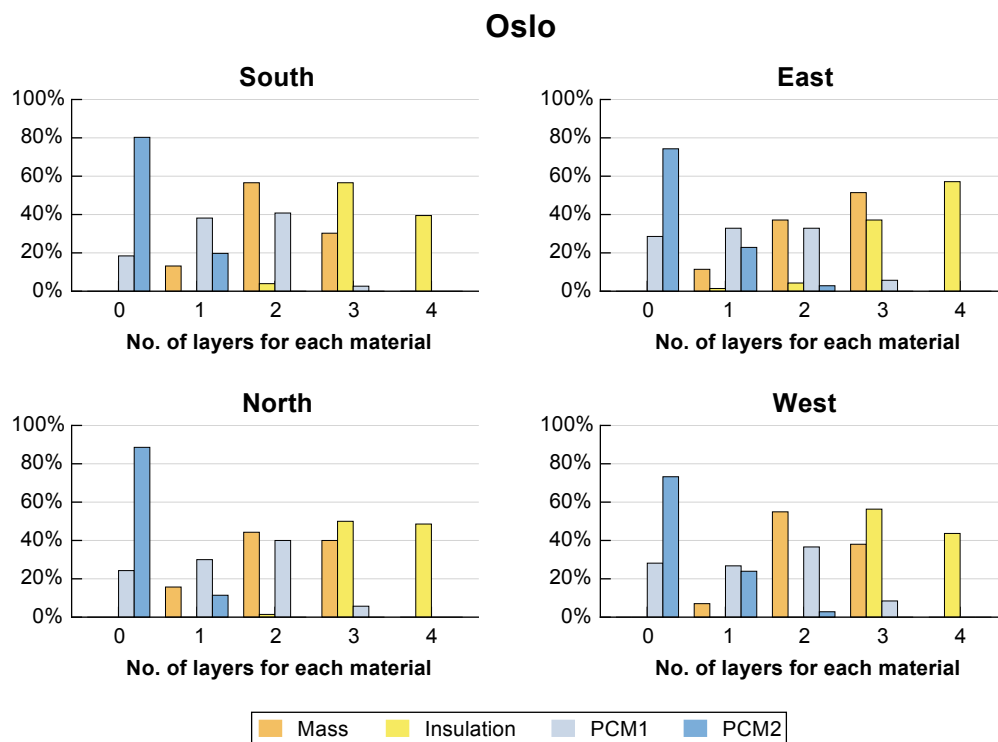 Oslo
South
100%
80%
60%
40%
20%
0%
0 1 2 3 4
No. of layers for each material
East
100%
80%
60%
40%
20%
0%
0 1 2 3 4
No. of layers for each material
North
100%
80%
60%
40%
20%
0%
0 1 2 3 4
No. of layers for each material
West
100%
80%
60%
40%
20%
0%
0 1 2 3 4
No. of layers for each material
Mass Insulation PCM1 PCM2